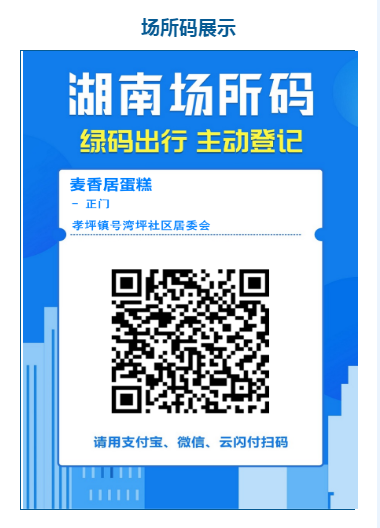 场所码展示
湖南场所码
绿码出行 主动登记
麦香居蛋糕
- 正门
孝坪镇号湾坪社区居委会
请用支付宝、微信、云闪付扫码